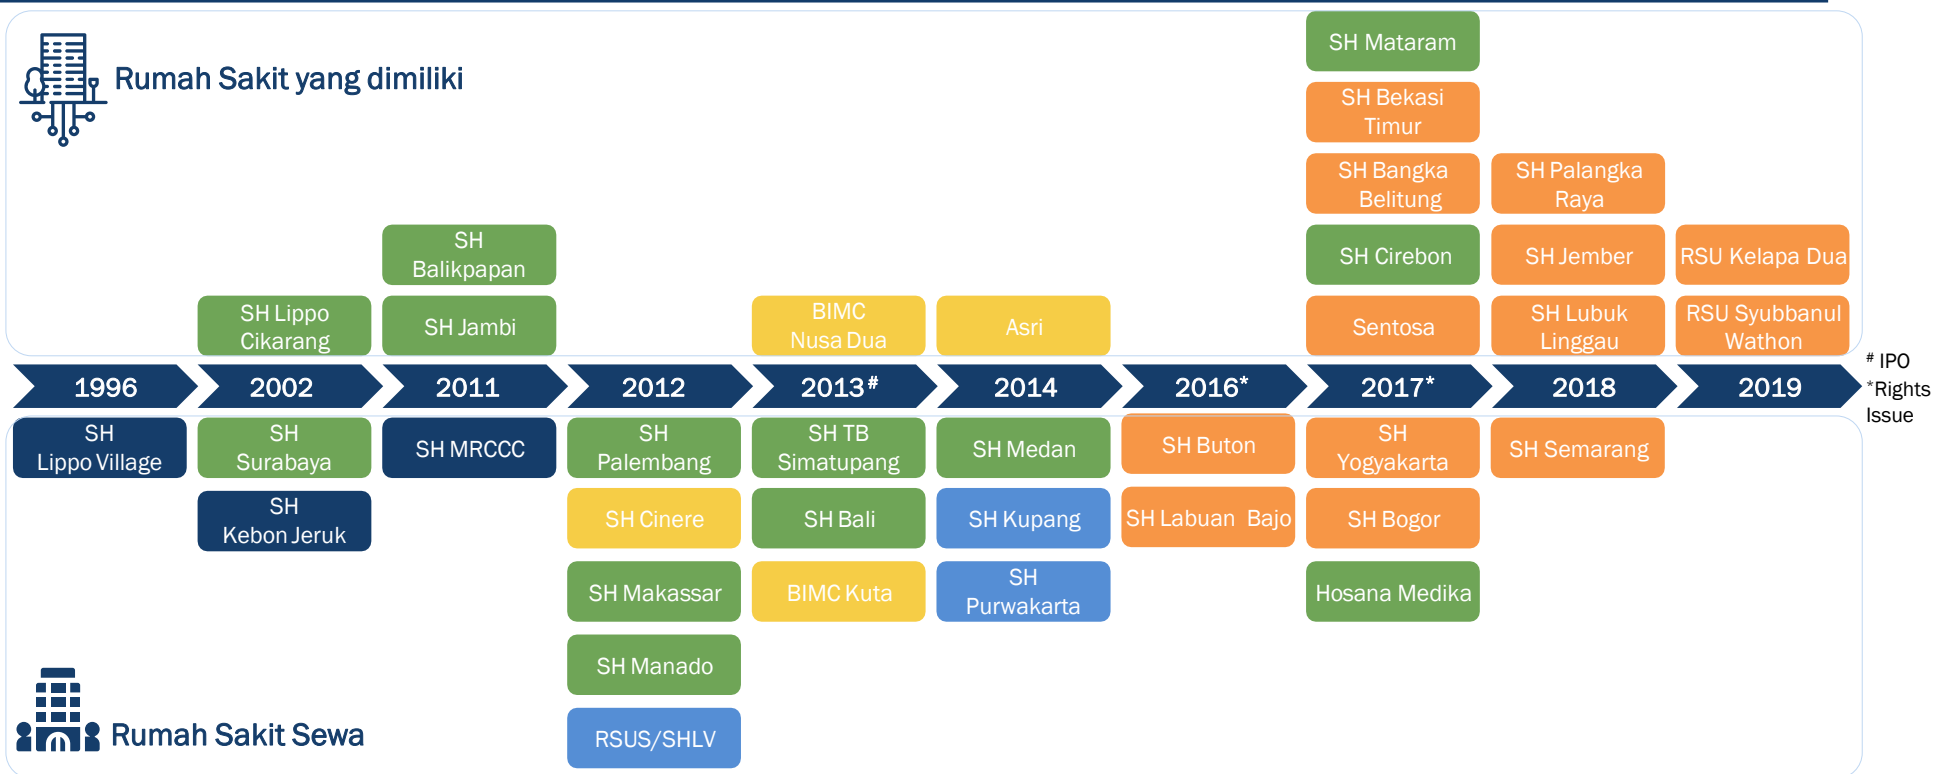 Rumah Sakit yang dimiliki
SH Mataram
SH Bekasi
Timur
SH Bangka
Belitung
SH Palangka
Raya
SH
Balikpapan
SH Cirebon
SH Jember
RSU Kelapa Dua
SH Lippo
Cikarang
SH Jambi
BIMC
Nusa Dua
Asri
Sentosa
SH Lubuk
Linggau
RSU Syubbanul
Wathon
1996
2002
2011
2012
2013#
2014
2016*
2017*
2018
2019
# IPO
*Rights
Issue
SH
Lippo Village
SH
Surabaya
SH MRCCC
SH
Palembang
SH TB
Simatupang
SH Medan
SH Buton
SH
Yogyakarta
SH Semarang
SH
Kebon Jeruk
SH Cinere
SH Bali
SH Kupang
SH Labuan Bajo
SH Bogor
SH Makassar
BIMC Kuta
SH
Purwakarta
Hosana Medika
SH Manado
RSUS/SHLV
Rumah Sakit Sewa